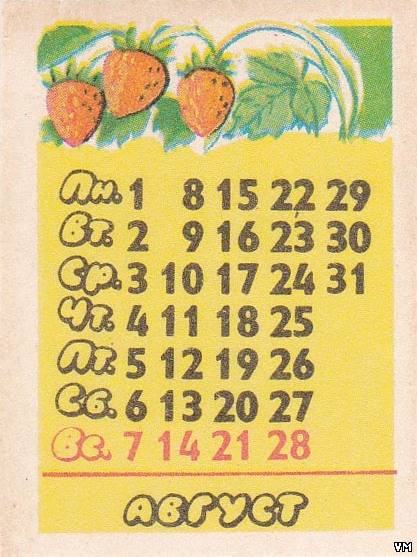 Пн. 1 8 15 22 29
Вт. 2 9 16 23 30
Ср. 3 10 17 24 31
Чт. 4 11 18 25
Пт. 5 12 19 26
Сб. 6 13 20 27
Вс. 7 14 21 28
АВГУСТ
VM